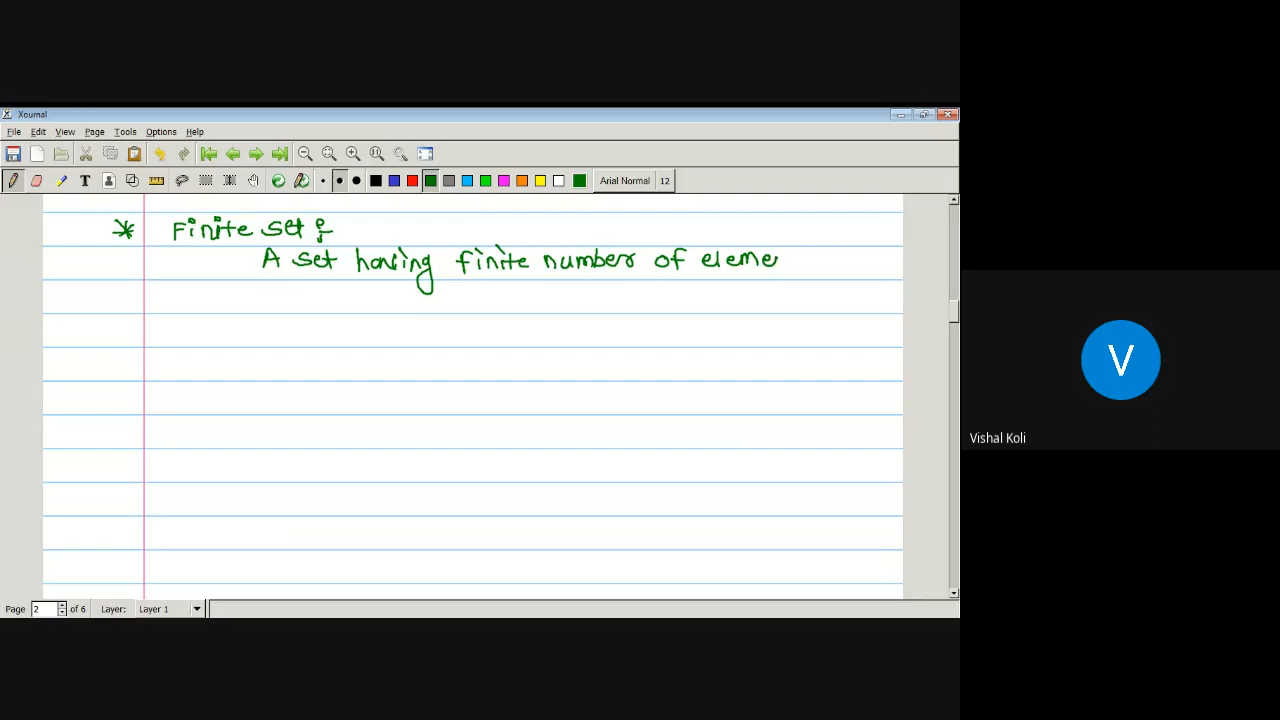 Xournal
File Edit View Page Tools Options Help
T Arial Normal 12
* Finite set :
A set having finite number of eleme
V
Vishal Koli
Page 2 of 6 Layer: Layer 1